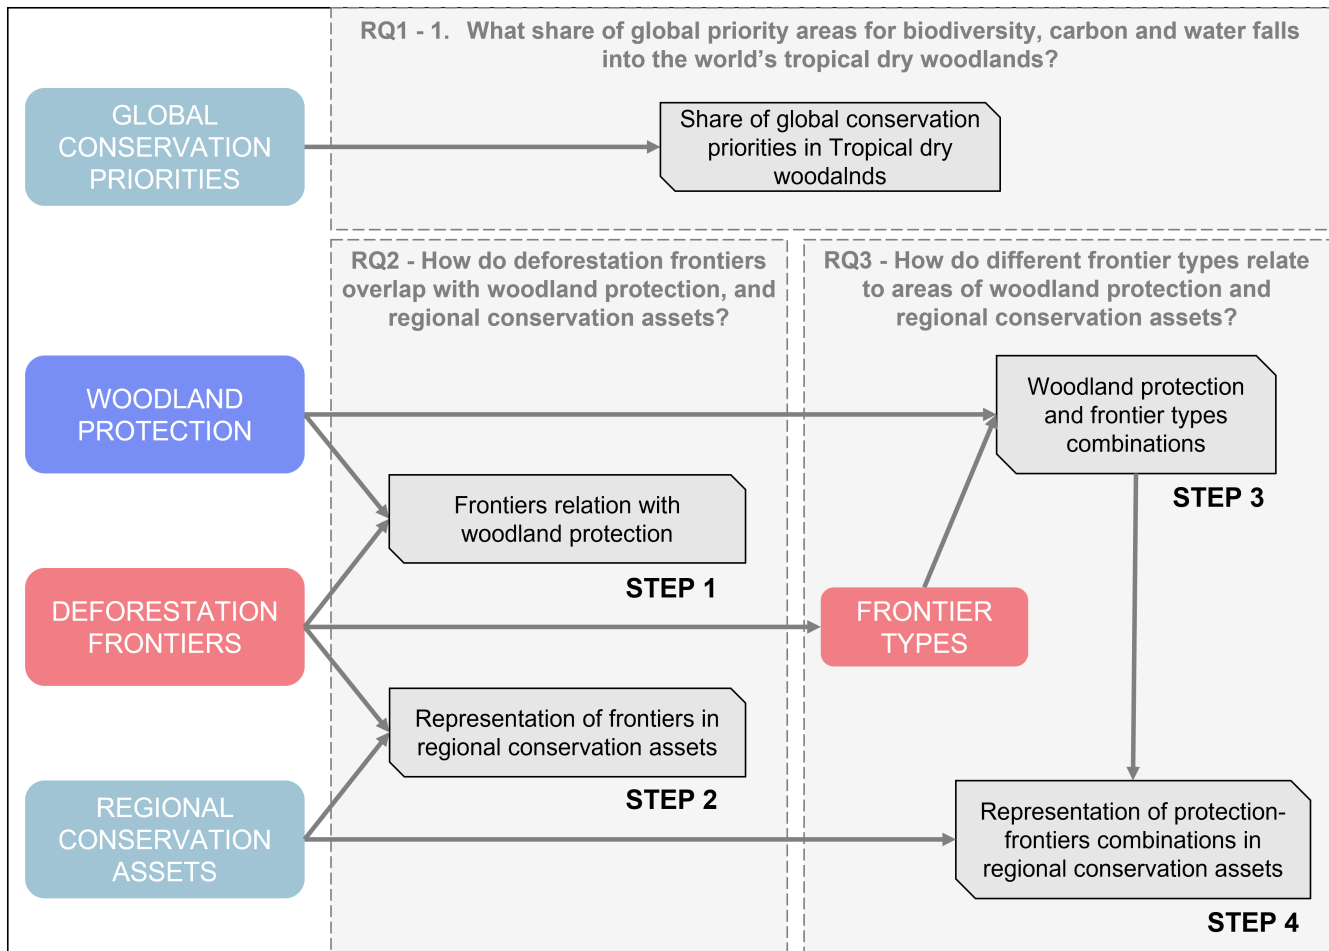 RQ1 - 1. What share of global priority areas for biodiversity, carbon and water falls
into the world's tropical dry woodlands?
GLOBAL
CONSERVATION
PRIORITIES
Share of global conservation
priorities in Tropical dry
woodalnds
RQ2 - How do deforestation frontiers
overlap with woodland protection, and
regional conservation assets?
RQ3 - How do different frontier types relate
to areas of woodland protection and
regional conservation assets?
WOODLAND
PROTECTION
Woodland protection
and frontier types
combinations
STEP 3
Frontiers relation with
woodland protection
STEP 1
DEFORESTATION
FRONTIERS
FRONTIER
TYPES
Representation of frontiers in
regional conservation assets
STEP 2
REGIONAL
CONSERVATION
ASSETS
Representation of protection-
frontiers combinations in
regional conservation assets
STEP 4